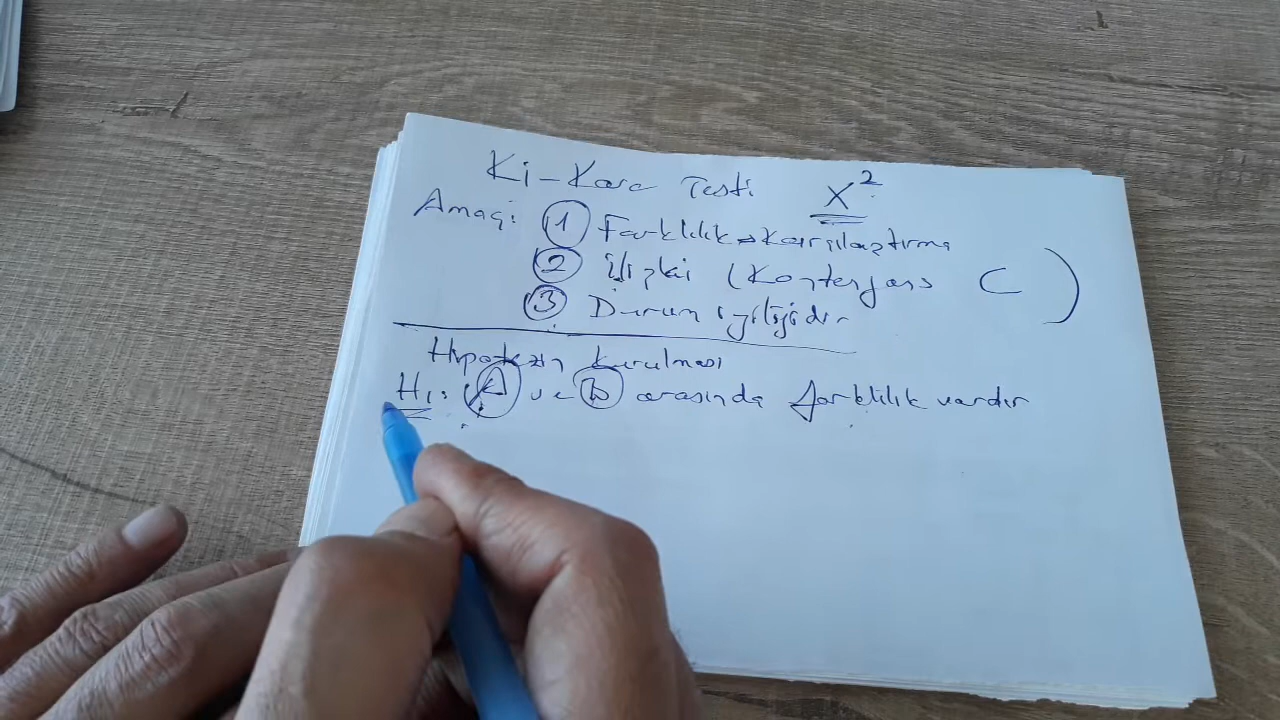 Ki-Kare Testi X²
Amaç: 1 Farklılık → Karşılaştırma
2 İlişki (Kontenjans C)
3 Durum iyiliğidir
Hipotezin kurulması
H1: A ve b arasında farklılık vardır